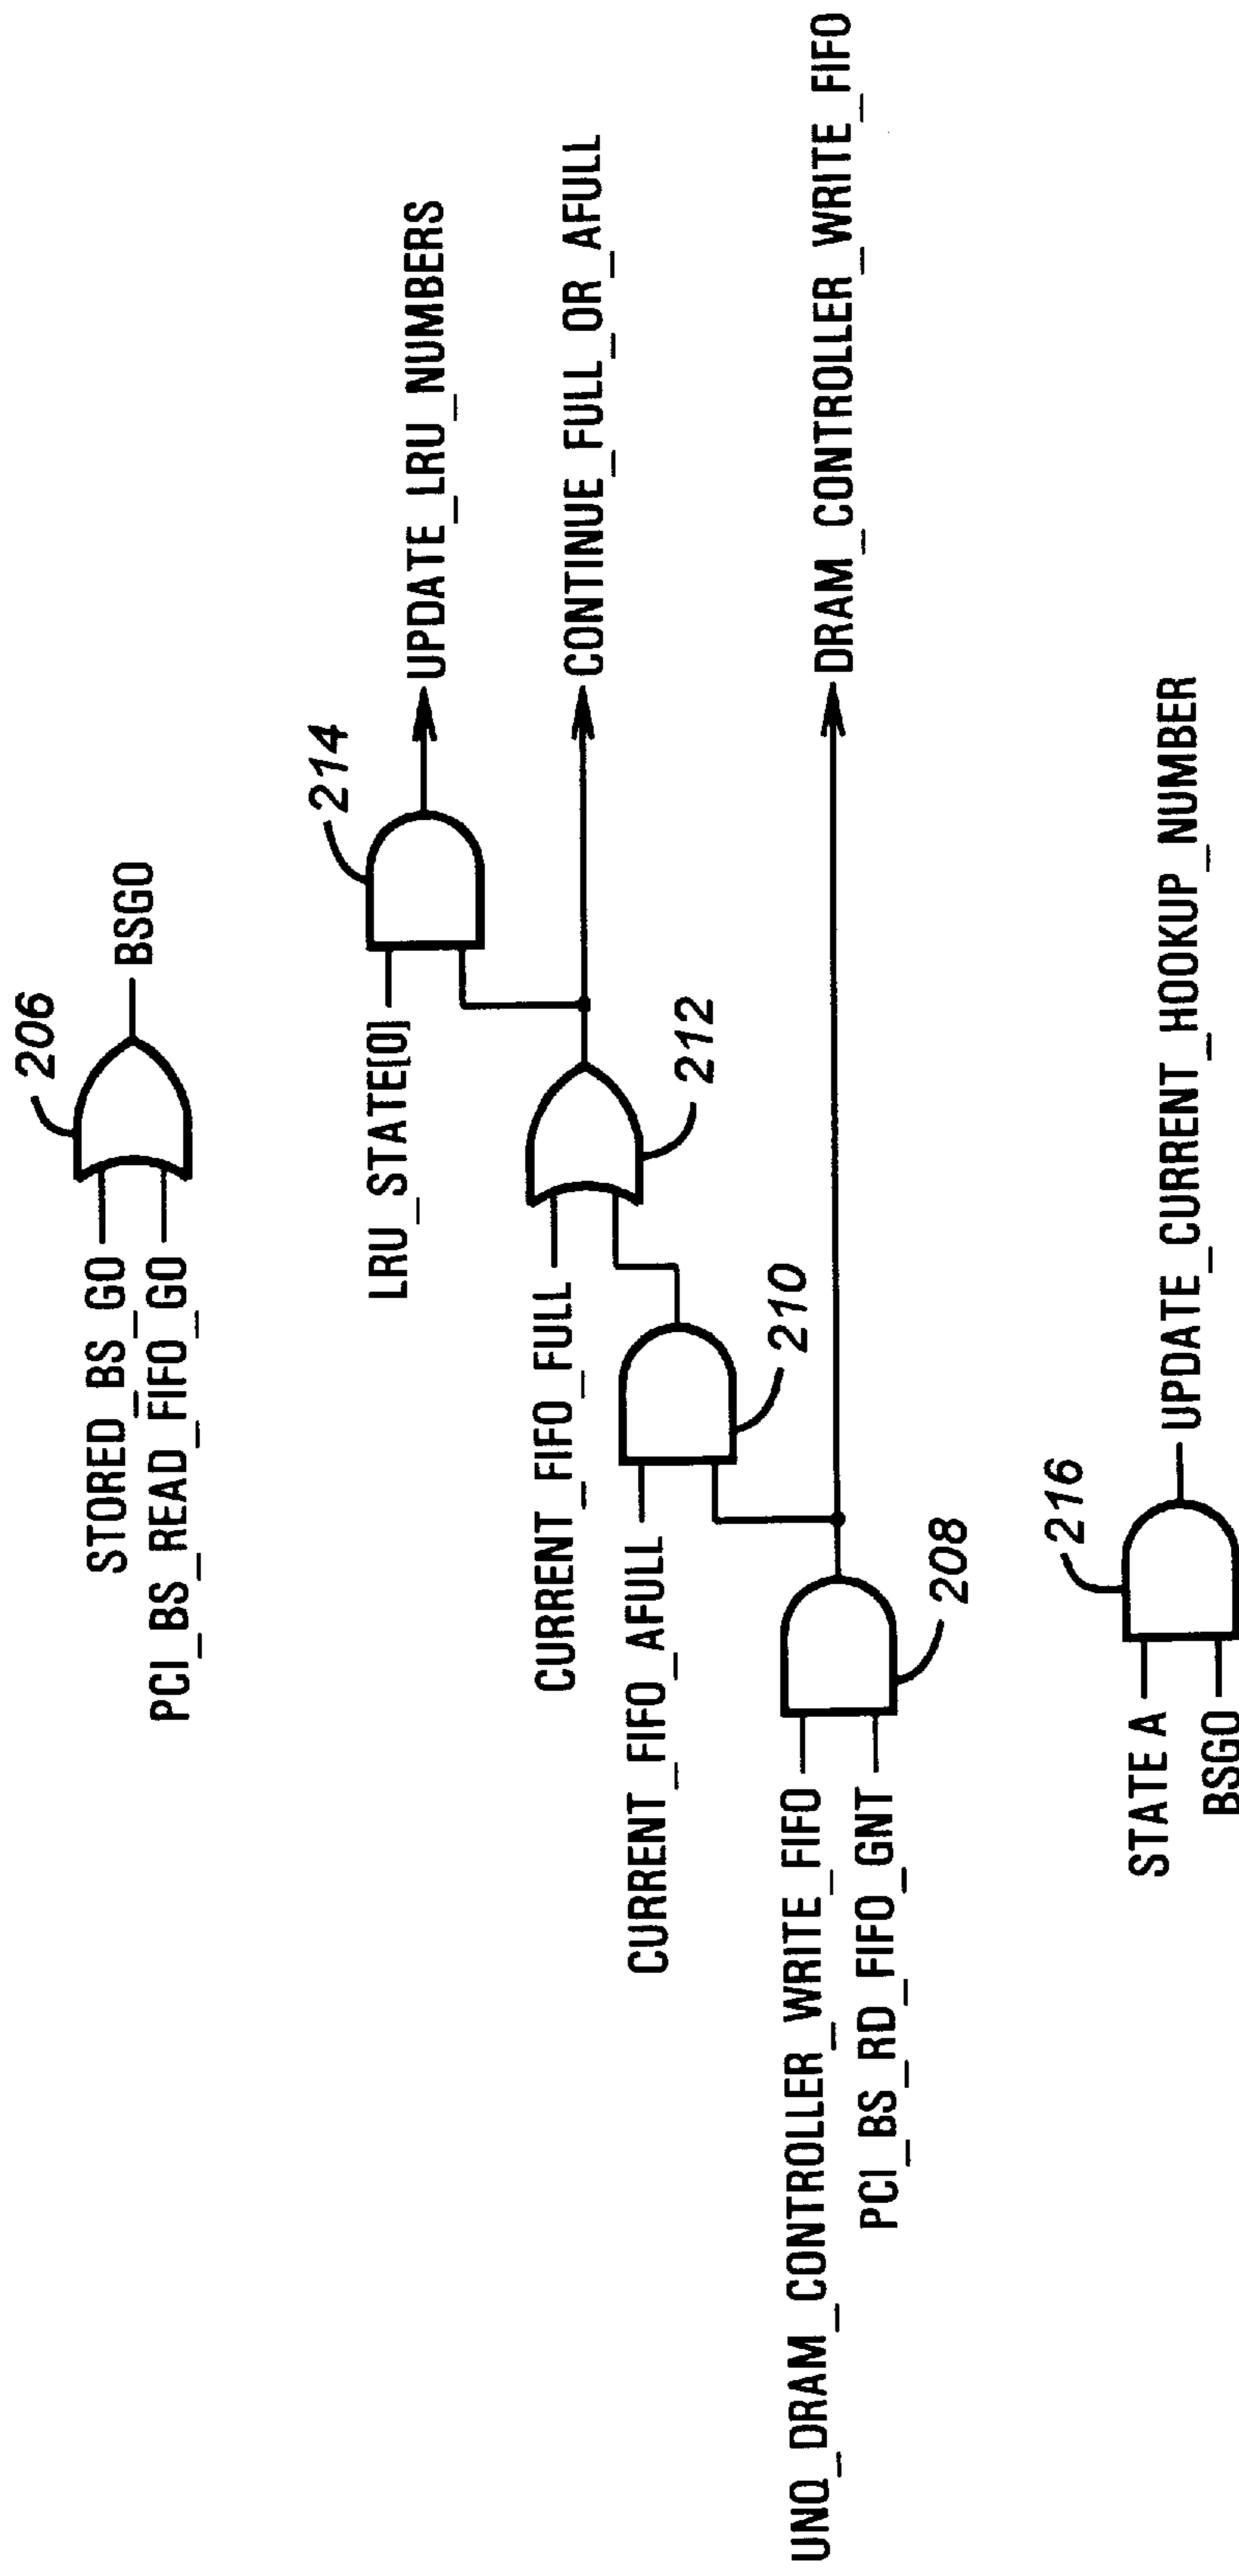 206
STORED_BS_GO
PCI_BS_READ_FIFO_GO
BSGO
214
LRU_STATE[0]
UPDATE_LRU_NUMBERS
CURRENT_FIFO_FULL
212
CONTINUE_FULL_OR_AFULL
CURRENT_FIFO_AFULL
210
UNQ_DRAM_CONTROLLER_WRITE_FIFO
PCI_BS_RD_FIFO_GNT
208
DRAM_CONTROLLER_WRITE_FIFO
216
STATE A
BSGO
UPDATE_CURRENT_HOOKUP_NUMBER